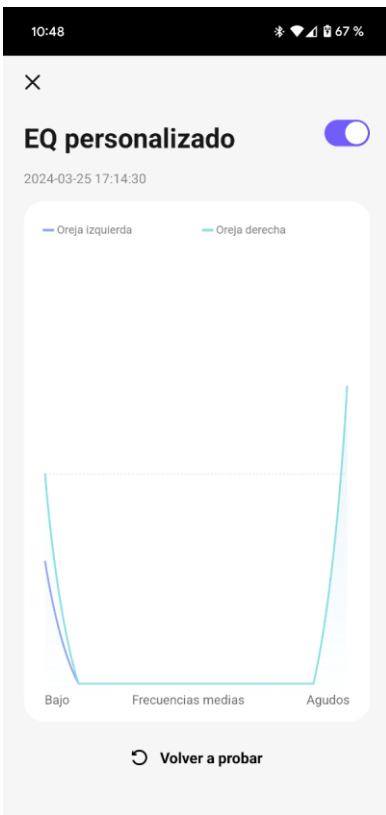 10:48 67 %
EQ personalizado
2024-03-25 17:14:30
Oreja izquierda Oreja derecha
Bajo Frecuencias medias Agudos
Volver a probar